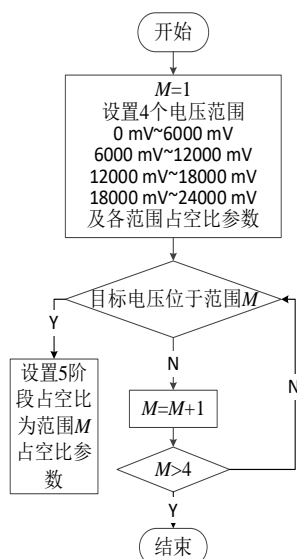 开始
M=1
设置4个电压范围
0 mV~6000 mV
6000 mV~12000 mV
12000 mV~18000 mV
18000 mV~24000 mV
及各范围占空比参数
目标电压位于范围M
Y
N
N
设置5阶
段占空比
为范围M
占空比参
数
M=M+1
M>4
Y
结束